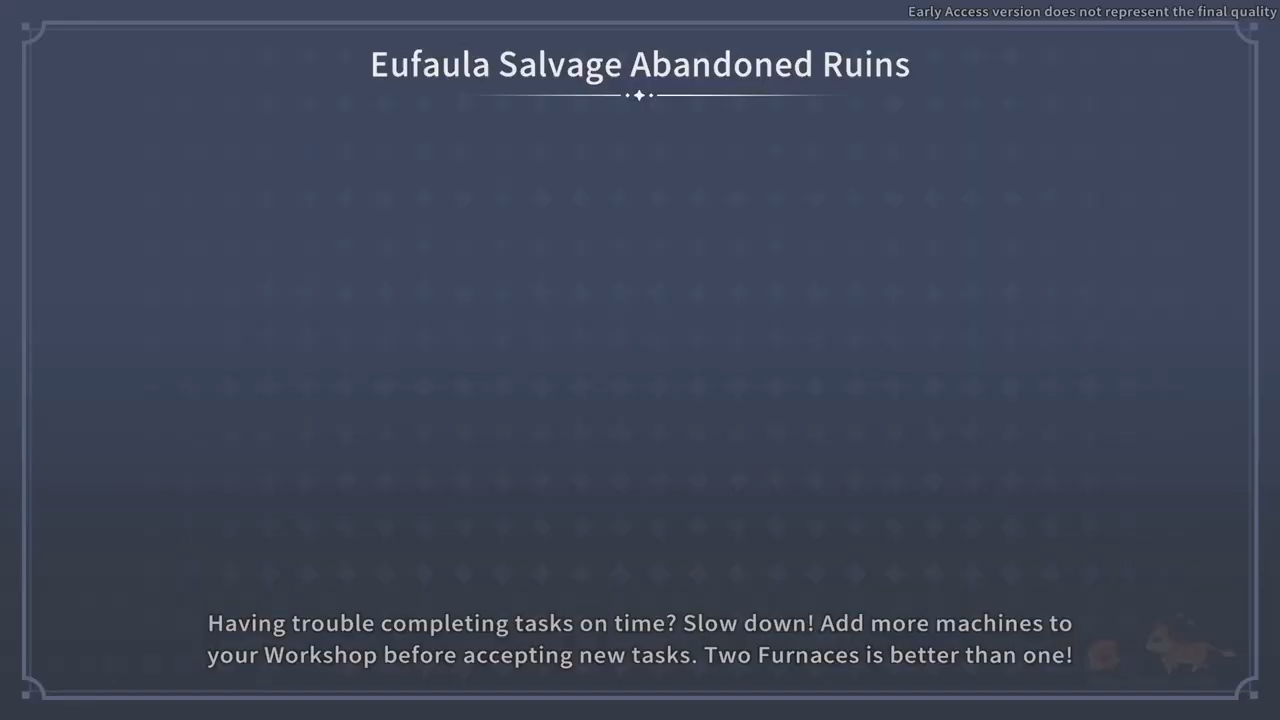 Early Access version does not represent the final quality
Eufaula Salvage Abandoned Ruins
Having trouble completing tasks on time? Slow down! Add more machines to
your Workshop before accepting new tasks. Two Furnaces is better than one!